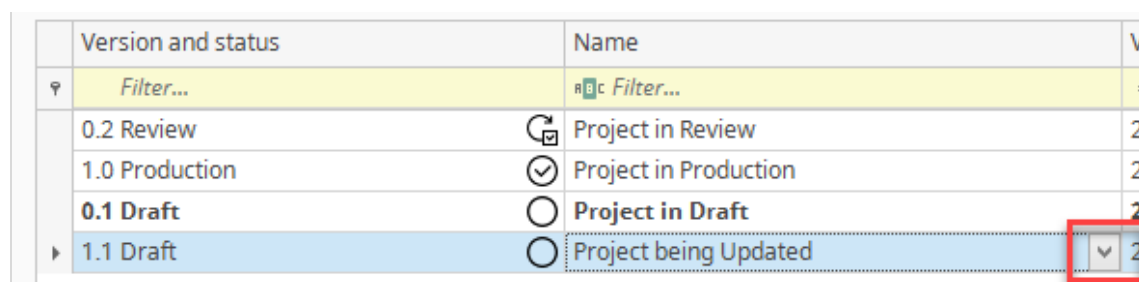 Version and status Name
Filter... ABC Filter...
0.2 Review Project in Review
1.0 Production Project in Production
0.1 Draft Project in Draft
1.1 Draft Project being Updated